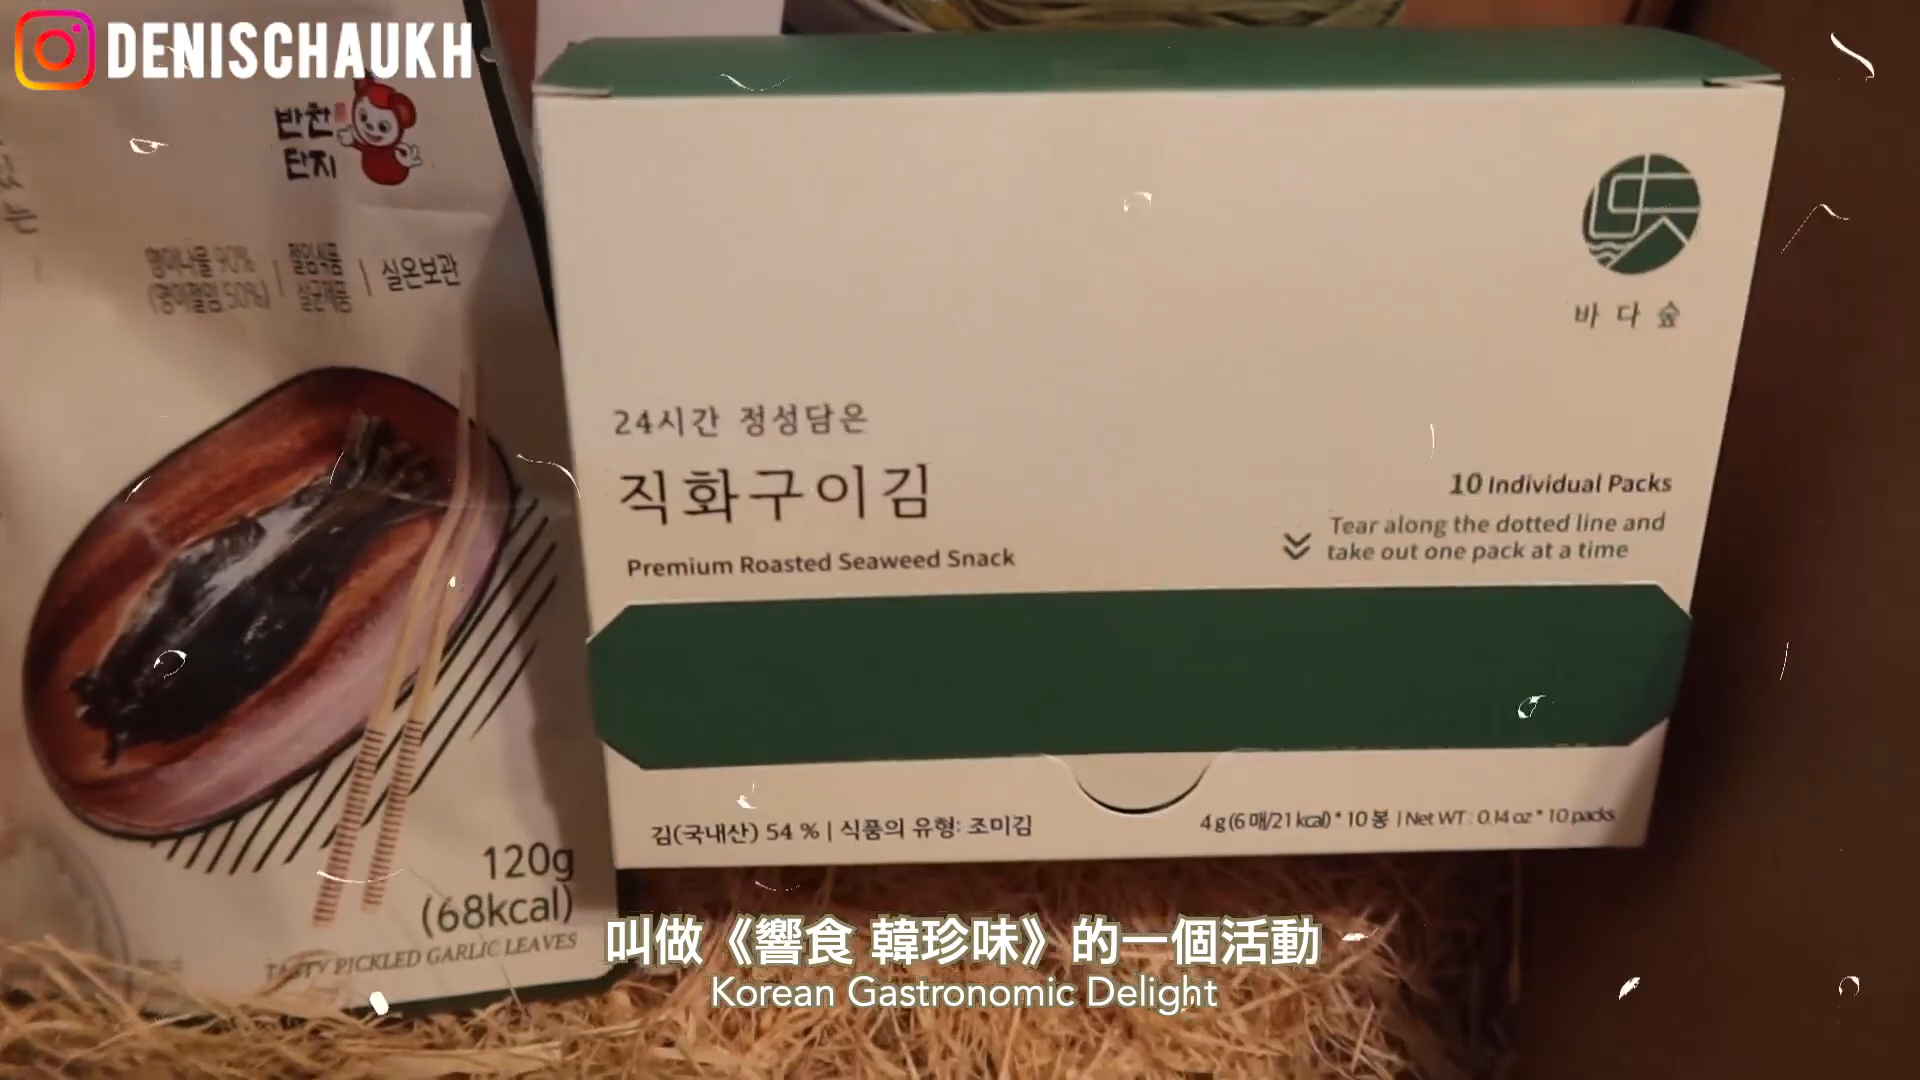 DENISCHAUKH
반찬
단지
실온보관
120g
(68kcal)
TASTY PICKLED GARLIC LEAVES
바다숲
24시간 정성담은
직화구이김
Premium Roasted Seaweed Snack
10 Individual Packs
Tear along the dotted line and
take out one pack at a time
김(국내산) 54 % | 식품의 유형: 조미김
4g(6매/21 kcal) * 10봉 | Net WT : 0.14 oz * 10 packs
叫做《響食 韓珍味》的一個活動
Korean Gastronomic Delight